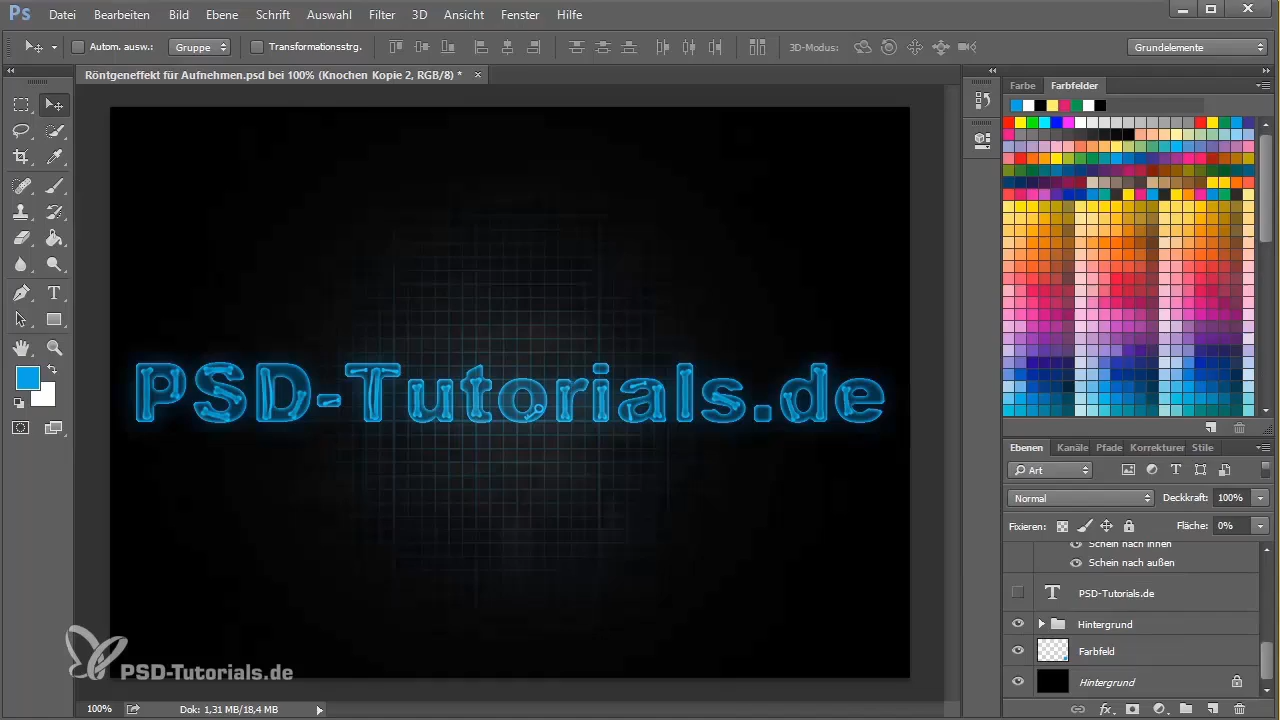 Ps Datei Bearbeiten Bild Ebene Schrift Auswahl Filter 3D Ansicht Fenster Hilfe
Autom. ausw.: Gruppe Transformationsstrg. 3D-Modus: Grundelemente
Röntgeneffekt für Aufnehmen.psd bei 100% (Knochen Kopie 2, RGB/8) * ×
Farbe Farbfelder
PSD-Tutorials.de
Ebenen Kanäle Pfade Korrekturen Stile
Art
Normal Deckkraft: 100%
Fixieren: Fläche: 0%
Schein nach innen
Schein nach außen
T PSD-Tutorials.de
Hintergrund
Farbfeld
Hintergrund
PSD-Tutorials.de
100% Dok: 1,31 MB/18,4 MB